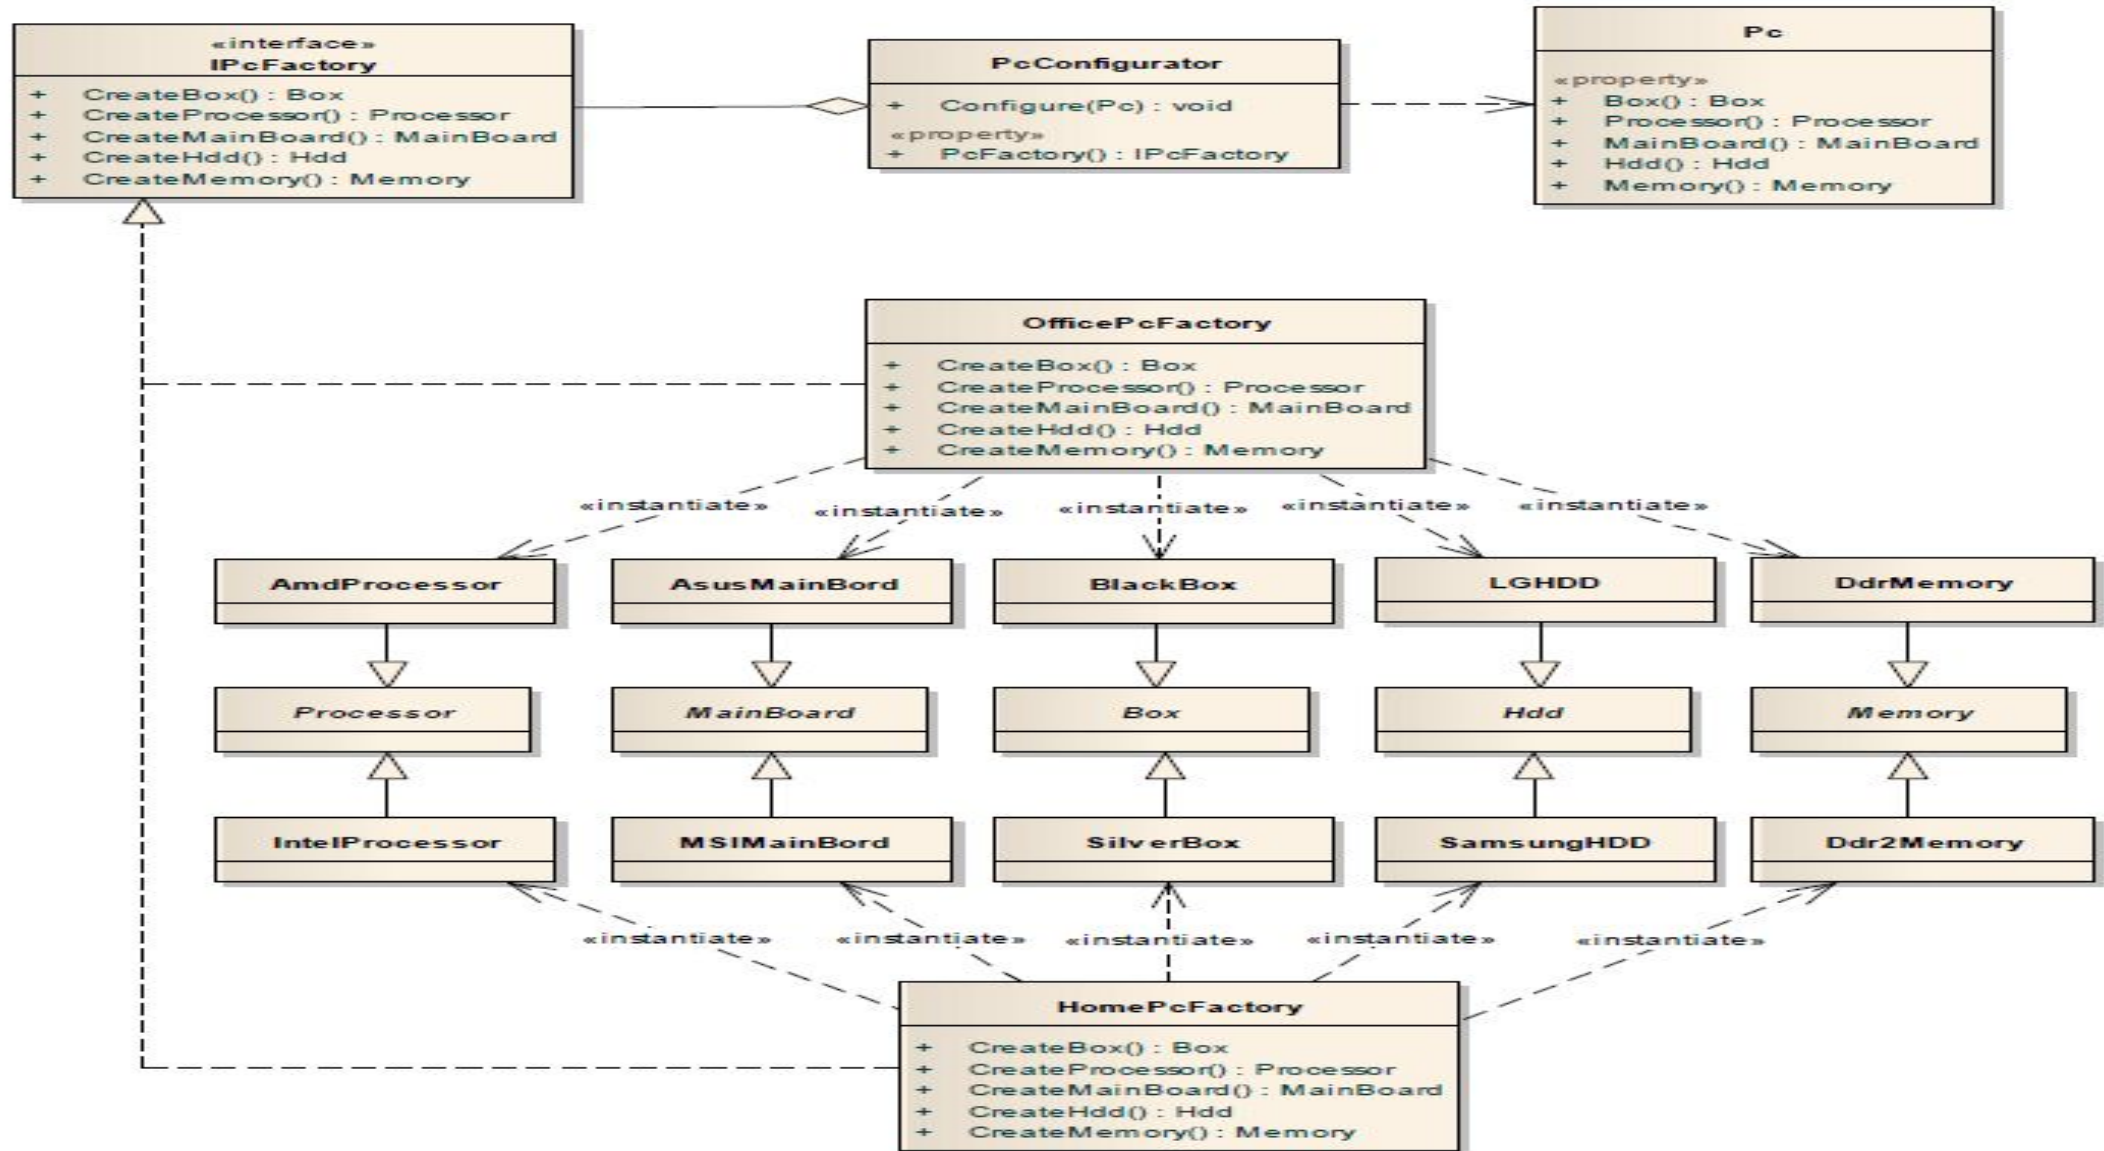 «interface»
IPcFactory
+ CreateBox() : Box
+ CreateProcessor() : Processor
+ CreateMainBoard() : MainBoard
+ CreateHdd() : Hdd
+ CreateMemory() : Memory
PcConfigurator
+ Configure(Pc) : void
«property»
+ PcFactory() : IPcFactory
Pc
«property»
+ Box() : Box
+ Processor() : Processor
+ MainBoard() : MainBoard
+ Hdd() : Hdd
+ Memory() : Memory
OfficePcFactory
+ CreateBox() : Box
+ CreateProcessor() : Processor
+ CreateMainBoard() : MainBoard
+ CreateHdd() : Hdd
+ CreateMemory() : Memory
«instantiate» «instantiate» «instantiate» «instantiate» «instantiate»
AmdProcessor AsusMainBord BlackBox LGHDD DdrMemory
Processor MainBoard Box Hdd Memory
IntelProcessor MSIMainBord SilverBox SamsungHDD Ddr2Memory
«instantiate» «instantiate» «instantiate» «instantiate» «instantiate»
HomePcFactory
+ CreateBox() : Box
+ CreateProcessor() : Processor
+ CreateMainBoard() : MainBoard
+ CreateHdd() : Hdd
+ CreateMemory() : Memory